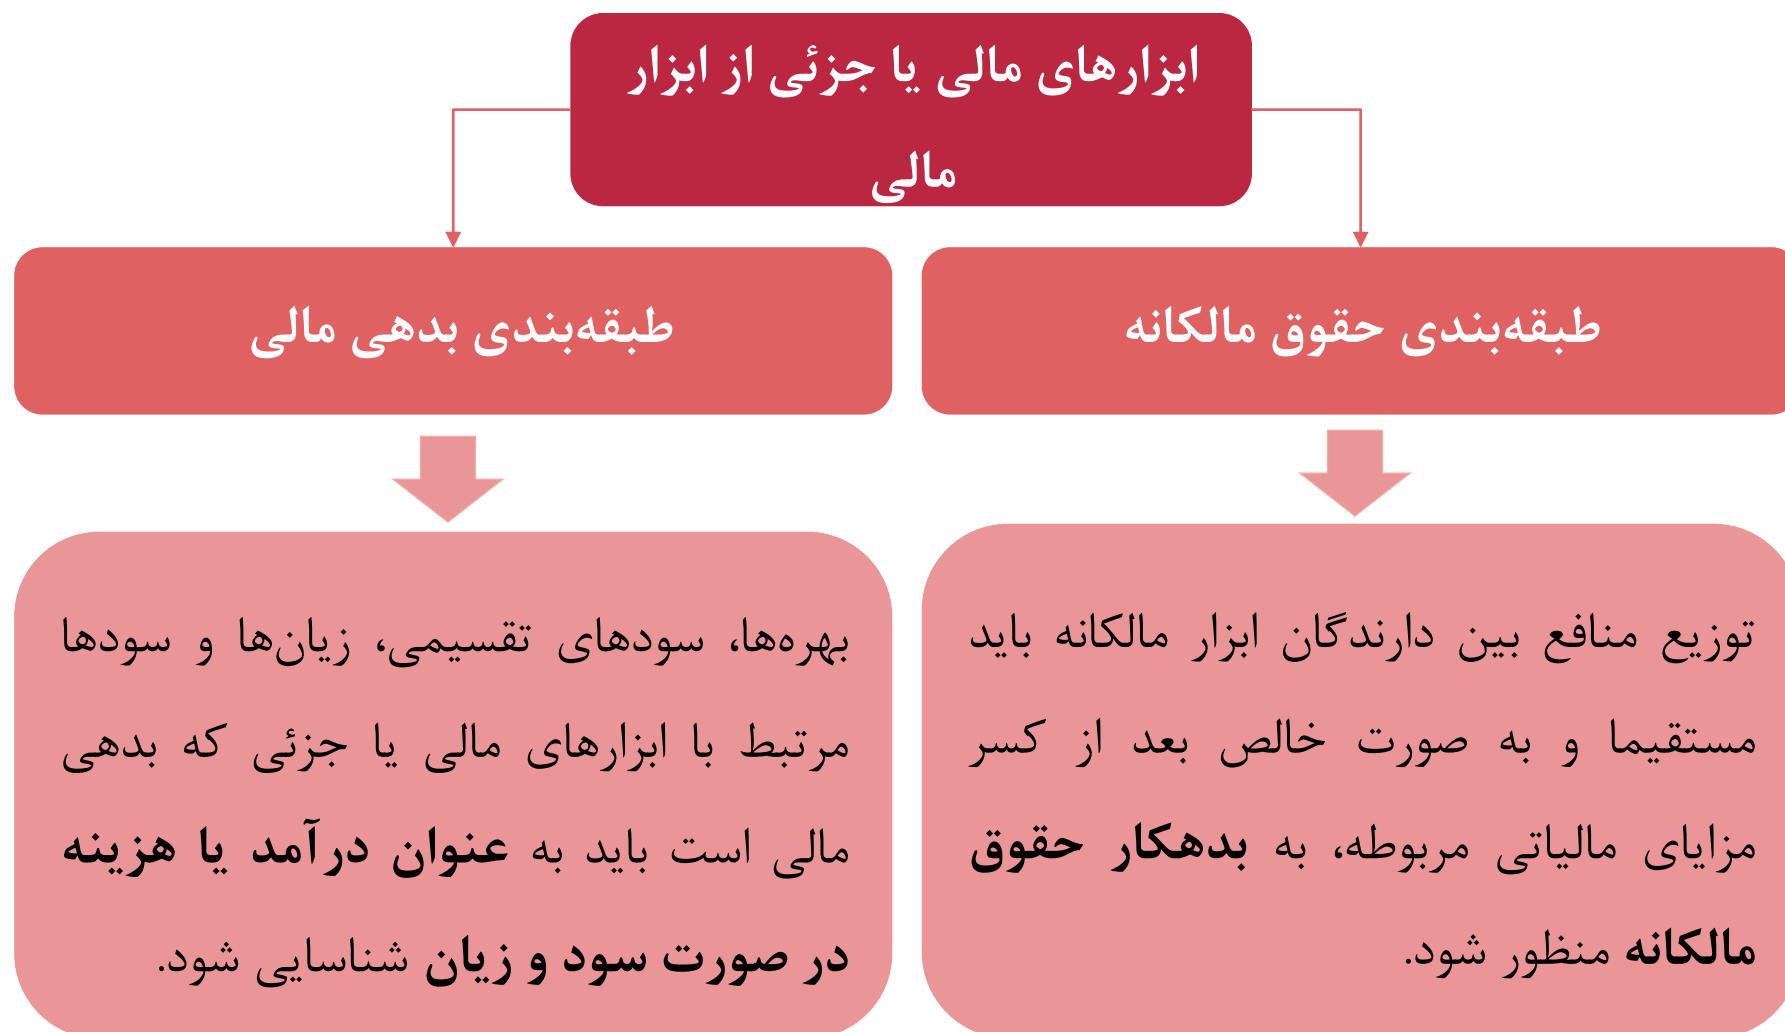 ابزارهای مالی یا جزئی از ابزار
مالی
طبقه‌بندی حقوق مالکانه
طبقه‌بندی بدهی مالی
توزیع منافع بین دارندگان ابزار مالکانه باید
مستقیما و به صورت خالص بعد از کسر
مزایای مالیاتی مربوطه، به بدهکار حقوق
مالکانه منظور شود.
بهره‌ها، سودهای تقسیمی، زیان‌ها و سودها
مرتبط با ابزارهای مالی یا جزئی که بدهی
مالی است باید به عنوان درآمد یا هزینه
در صورت سود و زیان شناسایی شود.